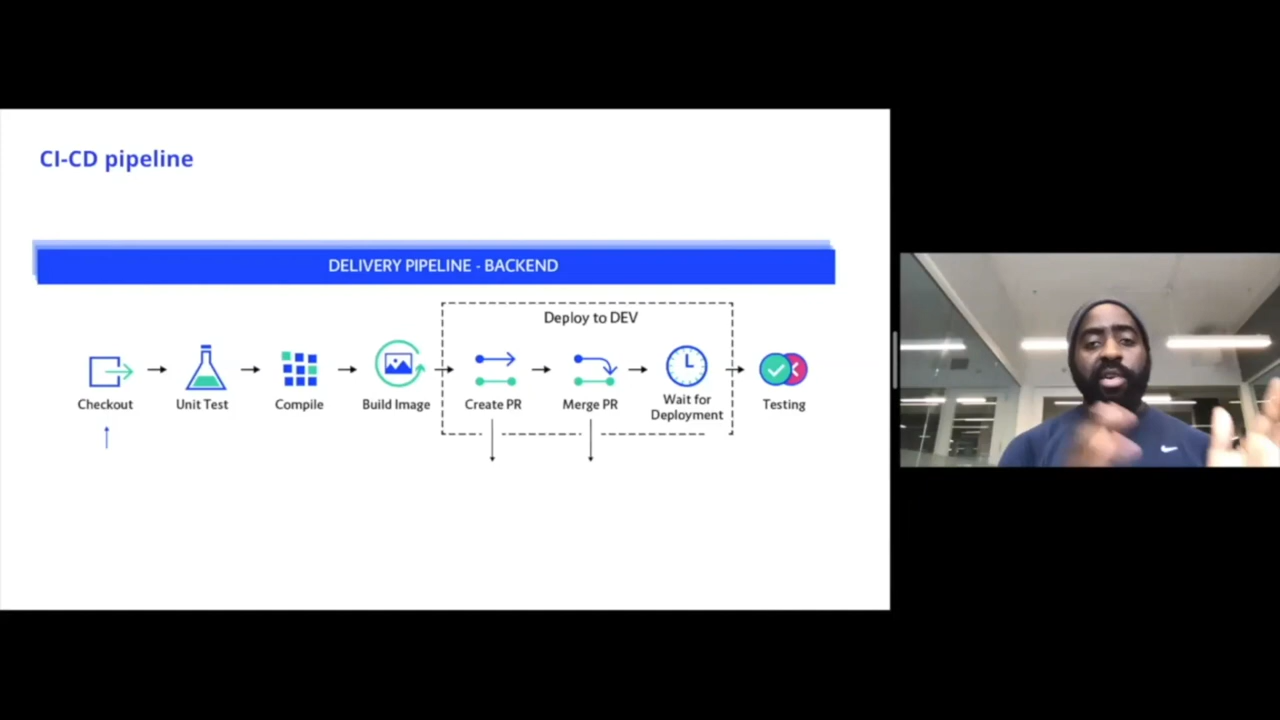 CI-CD pipeline
DELIVERY PIPELINE - BACKEND
Deploy to DEV
Checkout
Unit Test
Compile
Build Image
Create PR
Merge PR
Wait for
Deployment
Testing